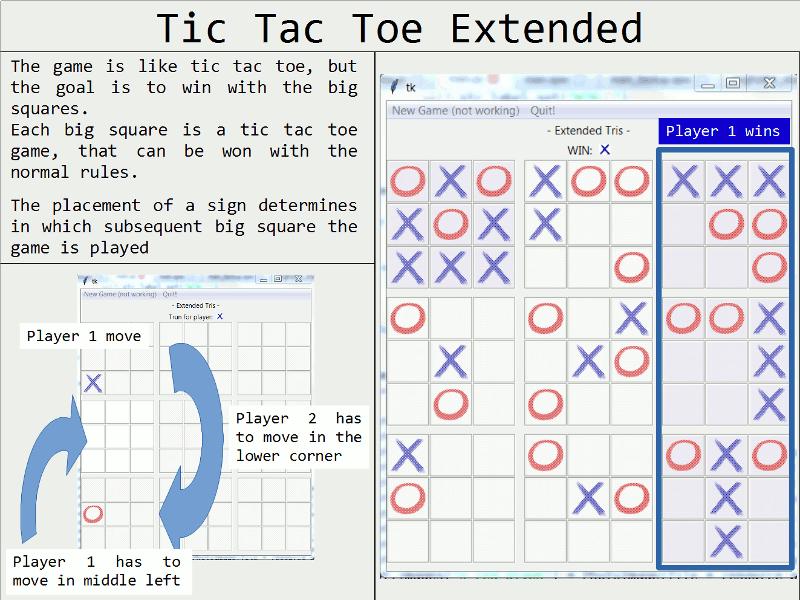 Tic Tac Toe Extended
The game is like tic tac toe, but
the goal is to win with the big
squares.
Each big square is a tic tac toe
game, that can be won with the
normal rules.
The placement of a sign determines
in which subsequent big square the
game is played
tk
New Game (not working) Quit!
- Extended Tris -
Trun for player: X
Player 1 move
Player 2 has
to move in the
lower corner
Player 1 has to
move in middle left
tk
New Game (not working) Quit!
- Extended Tris -
WIN: X
Player 1 wins
O X O X O O X X X
X O X X O O
X X X O O
O O X O O X
X X O X
O O X
X O O X O
O X O X
X
X
O